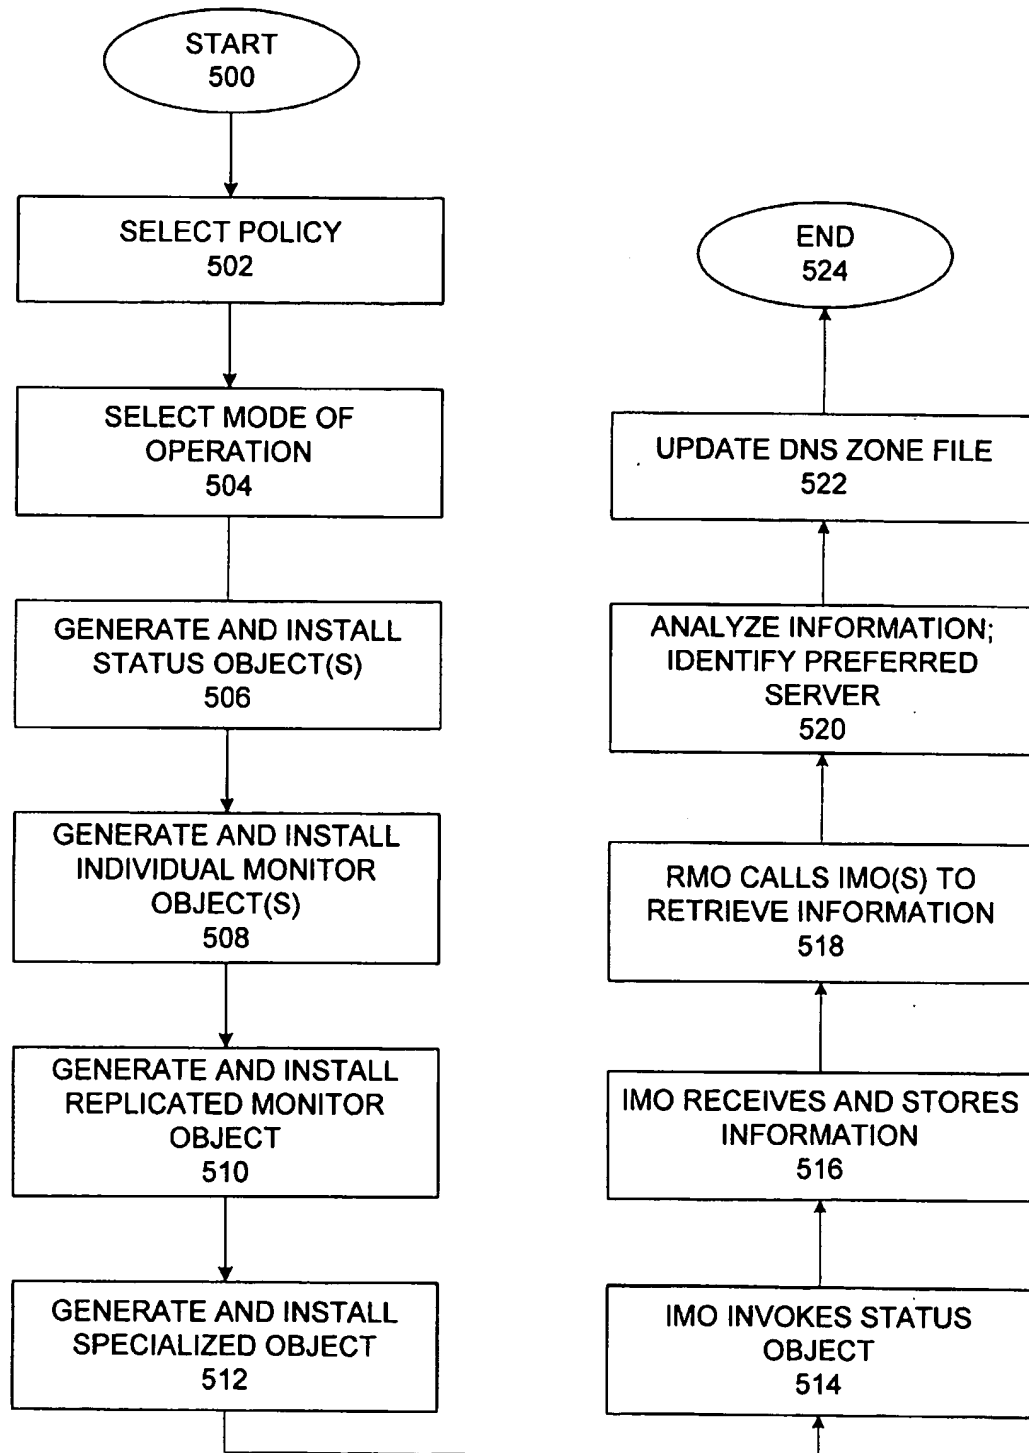 START
500
SELECT POLICY
502
SELECT MODE OF
OPERATION
504
GENERATE AND INSTALL
STATUS OBJECT(S)
506
GENERATE AND INSTALL
INDIVIDUAL MONITOR
OBJECT(S)
508
GENERATE AND INSTALL
REPLICATED MONITOR
OBJECT
510
GENERATE AND INSTALL
SPECIALIZED OBJECT
512
IMO INVOKES STATUS
OBJECT
514
IMO RECEIVES AND STORES
INFORMATION
516
RMO CALLS IMO(S) TO
RETRIEVE INFORMATION
518
ANALYZE INFORMATION;
IDENTIFY PREFERRED
SERVER
520
UPDATE DNS ZONE FILE
522
END
524